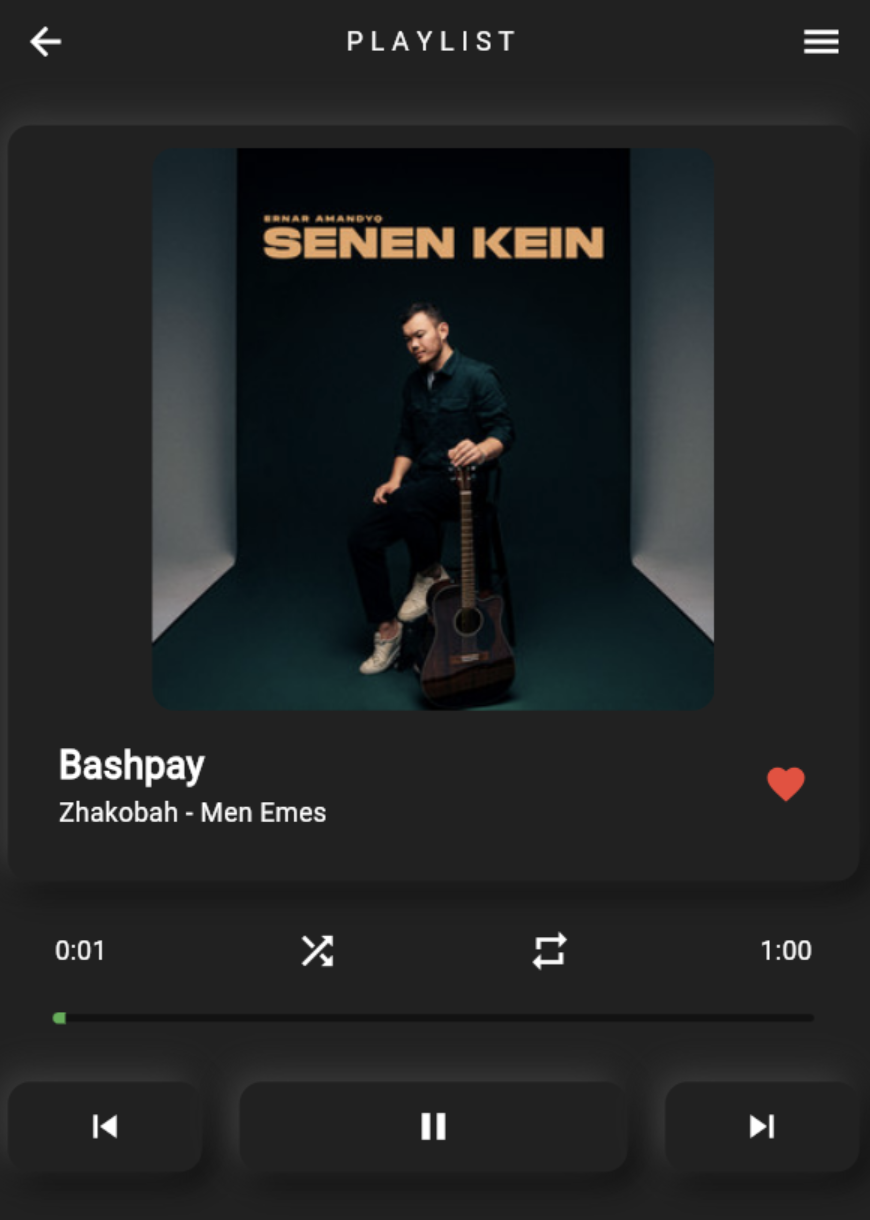 PLAYLIST
ERNAR AMANDYQ
SENEN KEIN
Bashpay
Zhakobah - Men Emes
0:01
1:00